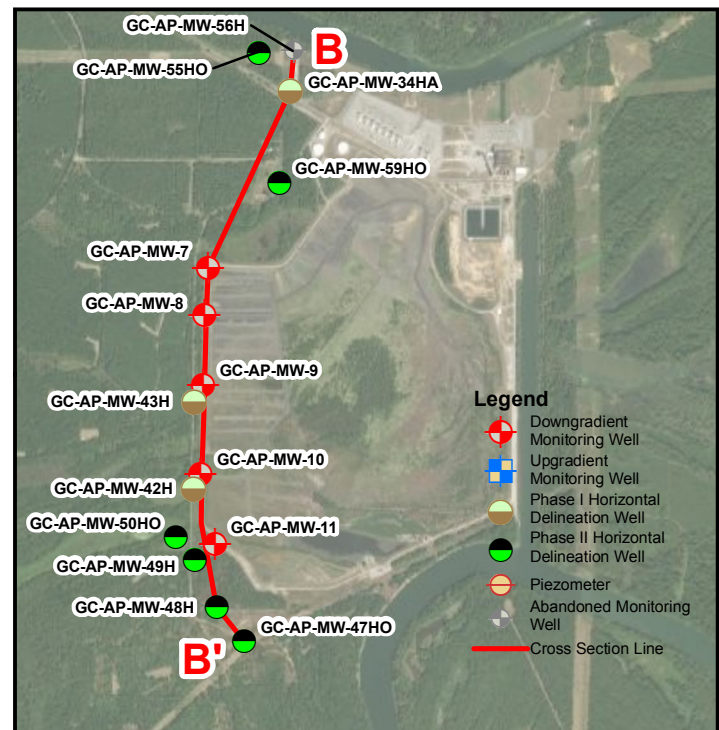 GC-AP-MW-56H
B
GC-AP-MW-55HO
GC-AP-MW-34HA
GC-AP-MW-59HO
GC-AP-MW-7
GC-AP-MW-8
GC-AP-MW-9
GC-AP-MW-43H
GC-AP-MW-10
GC-AP-MW-42H
GC-AP-MW-50HO
GC-AP-MW-11
GC-AP-MW-49H
GC-AP-MW-48H
GC-AP-MW-47HO
B'
Legend
Downgradient
Monitoring Well
Upgradient
Monitoring Well
Phase I Horizontal
Delineation Well
Phase II Horizontal
Delineation Well
Piezometer
Abandoned Monitoring
Well
Cross Section Line